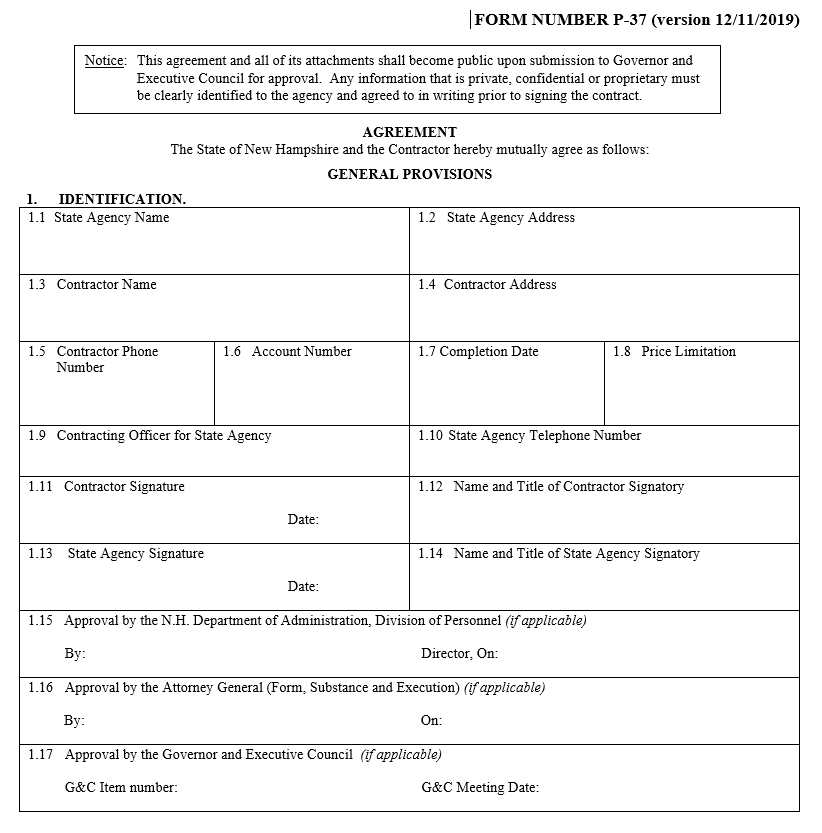 FORM NUMBER P-37 (version 12/11/2019)
Notice: This agreement and all of its attachments shall become public upon submission to Governor and
Executive Council for approval. Any information that is private, confidential or proprietary must
be clearly identified to the agency and agreed to in writing prior to signing the contract.
AGREEMENT
The State of New Hampshire and the Contractor hereby mutually agree as follows:
GENERAL PROVISIONS
1. IDENTIFICATION.
1.1 State Agency Name
1.2 State Agency Address
1.3 Contractor Name
1.4 Contractor Address
1.5 Contractor Phone
Number
1.6 Account Number
1.7 Completion Date
1.8 Price Limitation
1.9 Contracting Officer for State Agency
1.10 State Agency Telephone Number
1.11 Contractor Signature
Date:
1.12 Name and Title of Contractor Signatory
1.13 State Agency Signature
Date:
1.14 Name and Title of State Agency Signatory
1.15 Approval by the N.H. Department of Administration, Division of Personnel (if applicable)
By: Director, On:
1.16 Approval by the Attorney General (Form, Substance and Execution) (if applicable)
By: On:
1.17 Approval by the Governor and Executive Council (if applicable)
G&C Item number: G&C Meeting Date: